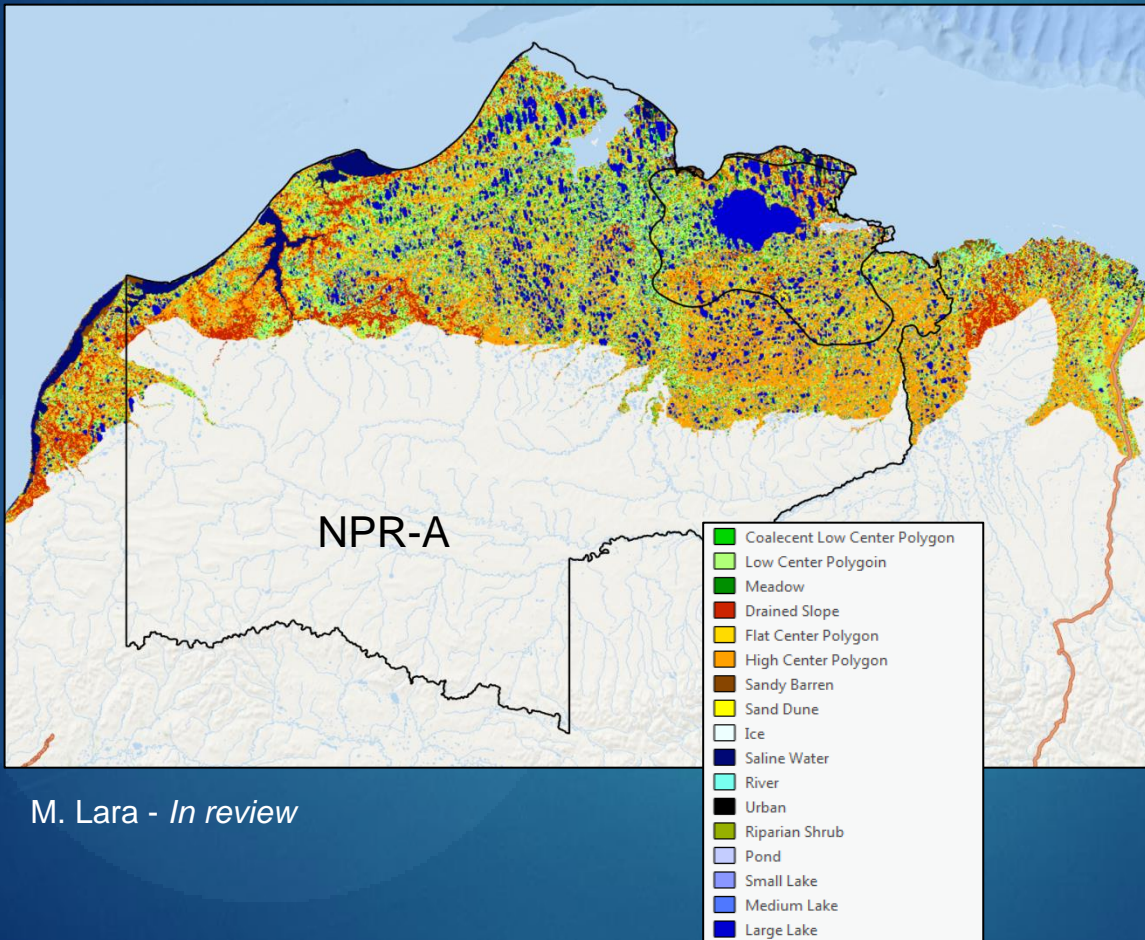 NPR-A
Coalecent Low Center Polygon
Low Center Polygoin
Meadow
Drained Slope
Flat Center Polygon
High Center Polygon
Sandy Barren
Sand Dune
Ice
Saline Water
River
Urban
Riparian Shrub
Pond
Small Lake
Medium Lake
Large Lake
M. Lara - In review